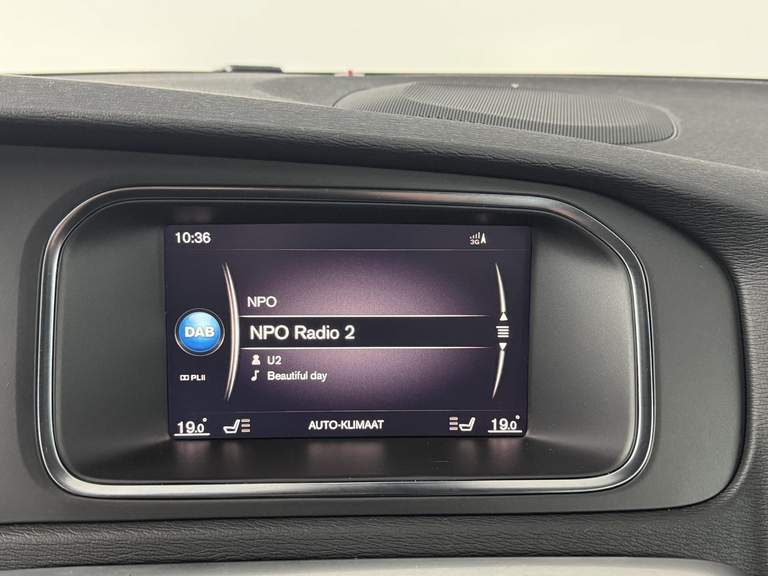 10:36
3G
NPO
DAB
NPO Radio 2
U2
PLII
Beautiful day
19.0°
AUTO-KLIMAAT
19.0°